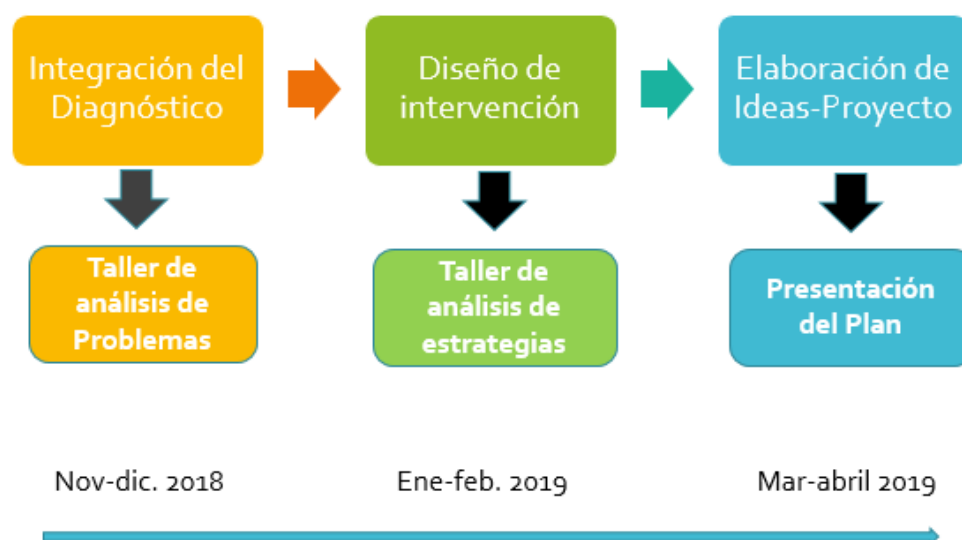 Integración del
Diagnóstico
Diseño de
intervención
Elaboración de
Ideas-Proyecto
Taller de
análisis de
Problemas
Taller de
análisis de
estrategias
Presentación
del Plan
Nov-dic. 2018
Ene-feb. 2019
Mar-abril 2019